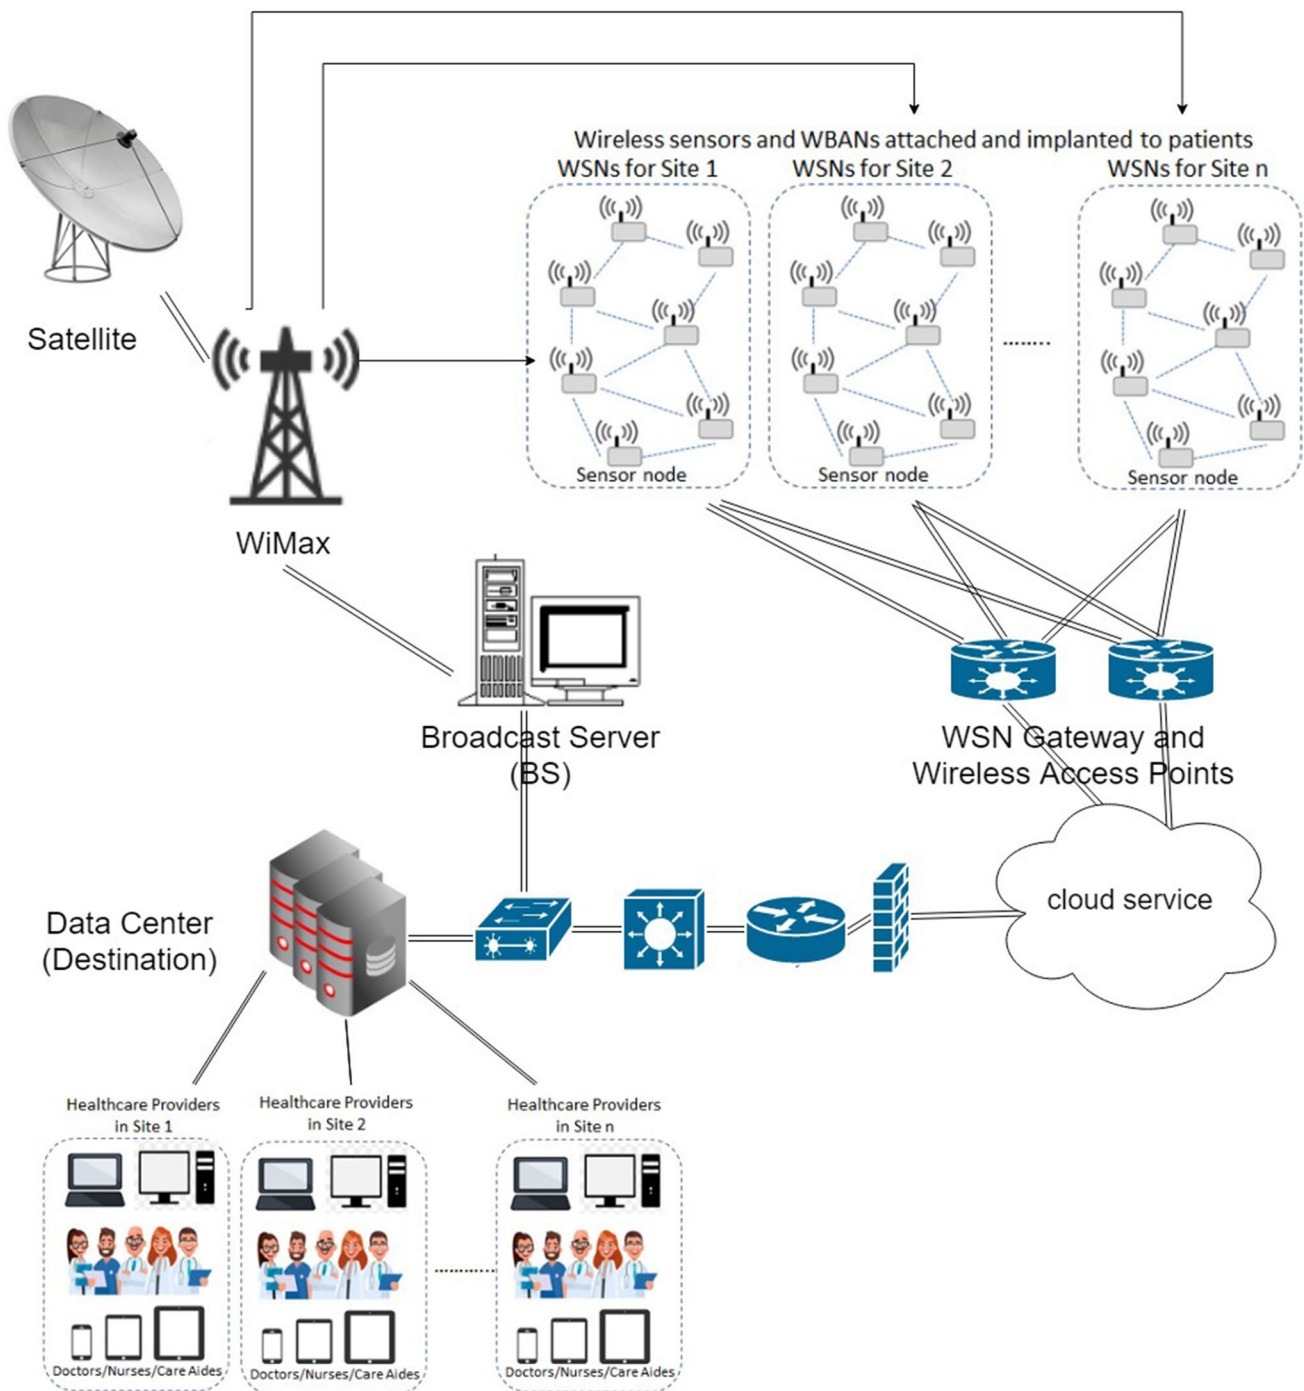 Wireless sensors and WBANs attached and implanted to patients
WSNs for Site 1
WSNs for Site 2
WSNs for Site n
Satellite
........
Sensor node
Sensor node
Sensor node
WiMax
Broadcast Server
(BS)
WSN Gateway and
Wireless Access Points
cloud service
Data Center
(Destination)
Healthcare Providers
in Site 1
Healthcare Providers
in Site 2
Healthcare Providers
in Site n
..............
Doctors/Nurses/Care Aides
Doctors/Nurses/Care Aides
Doctors/Nurses/Care Aides